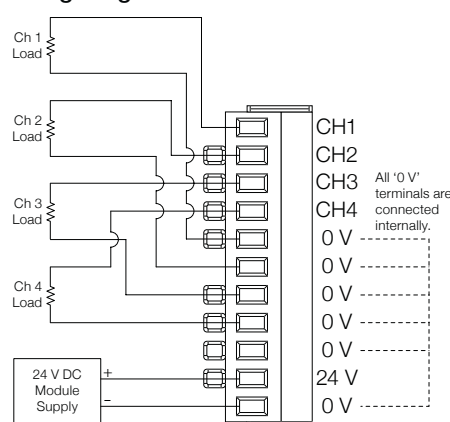 Ch 1
Load
Ch 2
Load
Ch 3
Load
Ch 4
Load
24 V DC
Module
Supply
+
–
CH1
CH2
CH3
CH4
0 V
0 V
0 V
0 V
0 V
24 V
0 V
All ‘0 V’
terminals are
connected
internally.